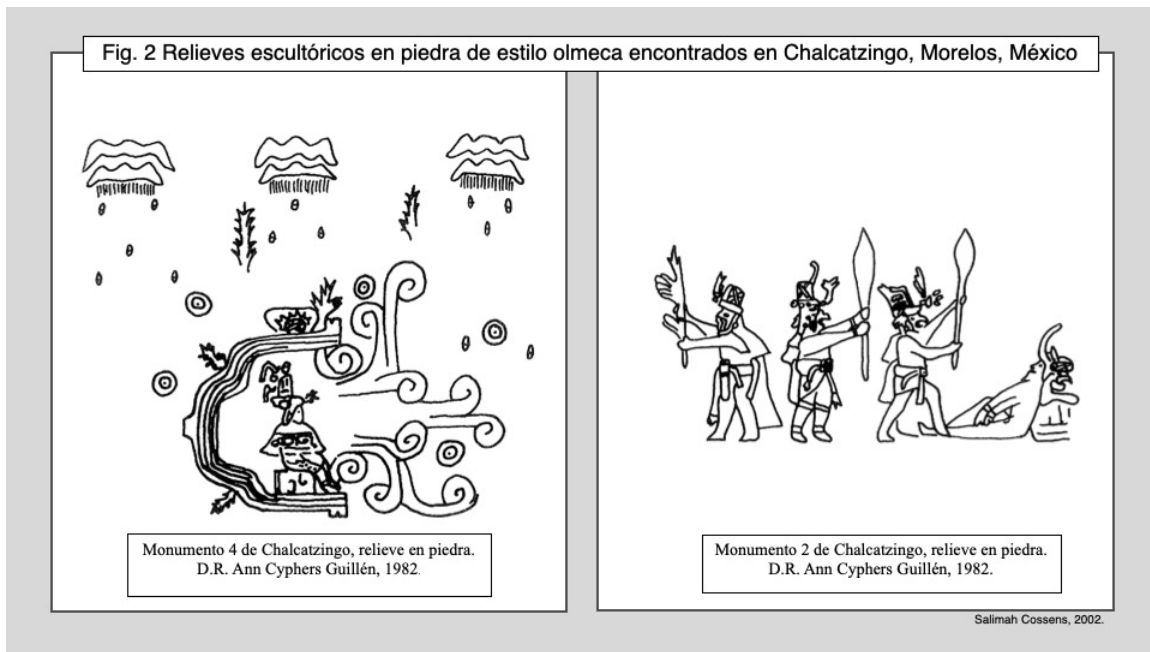 Fig. 2 Relieves escultóricos en piedra de estilo olmeca encontrados en Chalcatzingo, Morelos, México
Monumento 4 de Chalcatzingo, relieve en piedra.
D.R. Ann Cyphers Guillén, 1982.
Monumento 2 de Chalcatzingo, relieve en piedra.
D.R. Ann Cyphers Guillén, 1982.
Salimah Cossens, 2002.